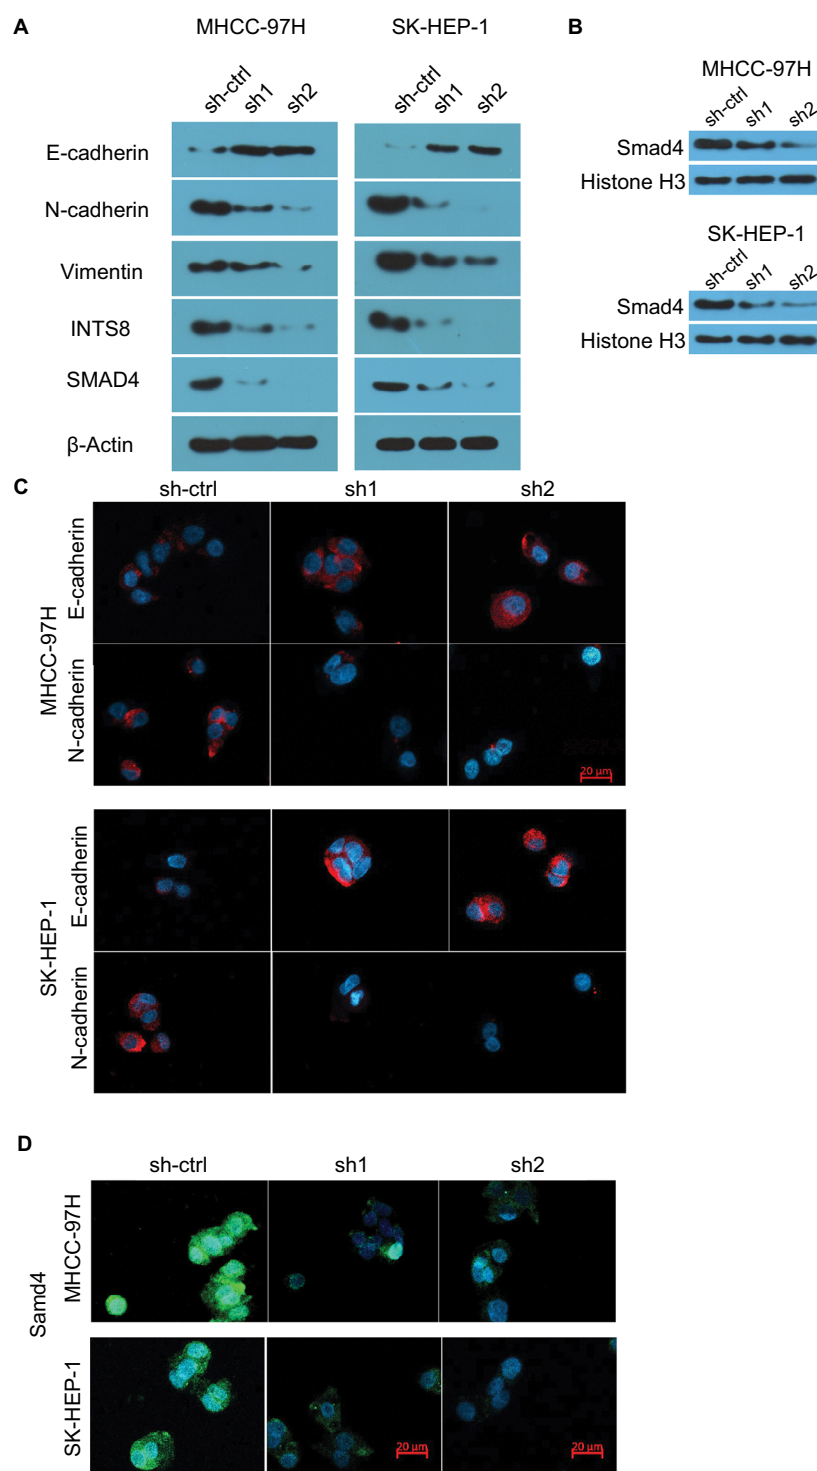 A
MHCC-97H
SK-HEP-1
sh-ctrl
sh1
sh2
sh-ctrl
sh1
sh2
E-cadherin
N-cadherin
Vimentin
INTS8
SMAD4
β-Actin
B
MHCC-97H
sh-ctrl
sh1
sh2
Smad4
Histone H3
SK-HEP-1
sh-ctrl
sh1
sh2
Smad4
Histone H3
C
sh-ctrl
sh1
sh2
MHCC-97H
E-cadherin
N-cadherin
20 µm
SK-HEP-1
E-cadherin
N-cadherin
D
sh-ctrl
sh1
sh2
Samd4
MHCC-97H
SK-HEP-1
20 µm
20 µm